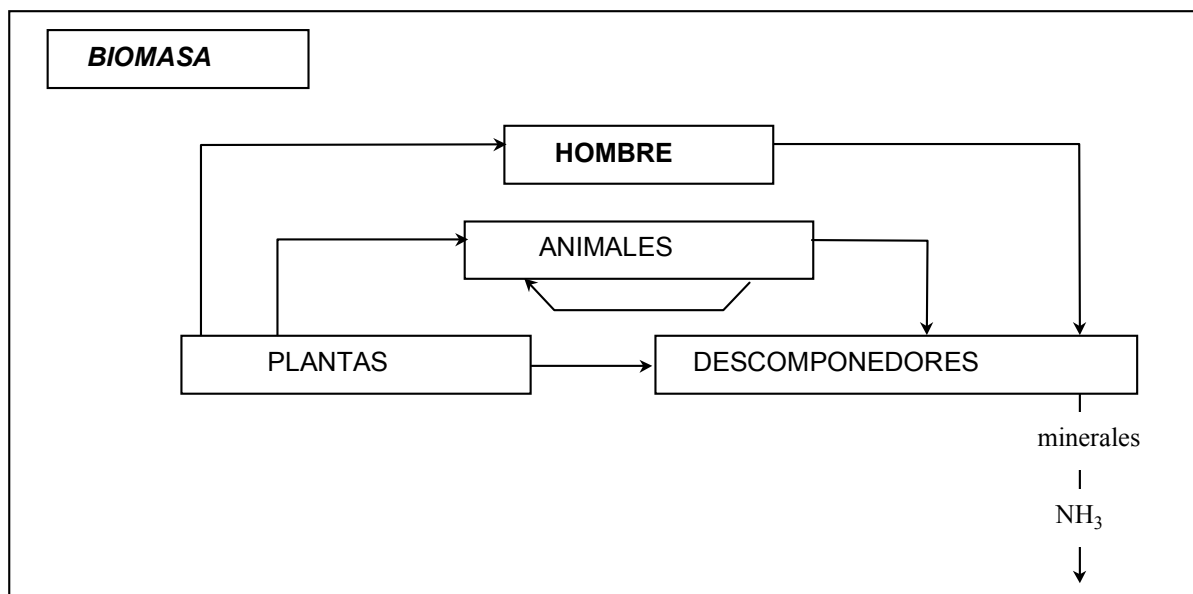 BIOMASA
HOMBRE
ANIMALES
PLANTAS
DESCOMPONEDORES
minerales
NH₃